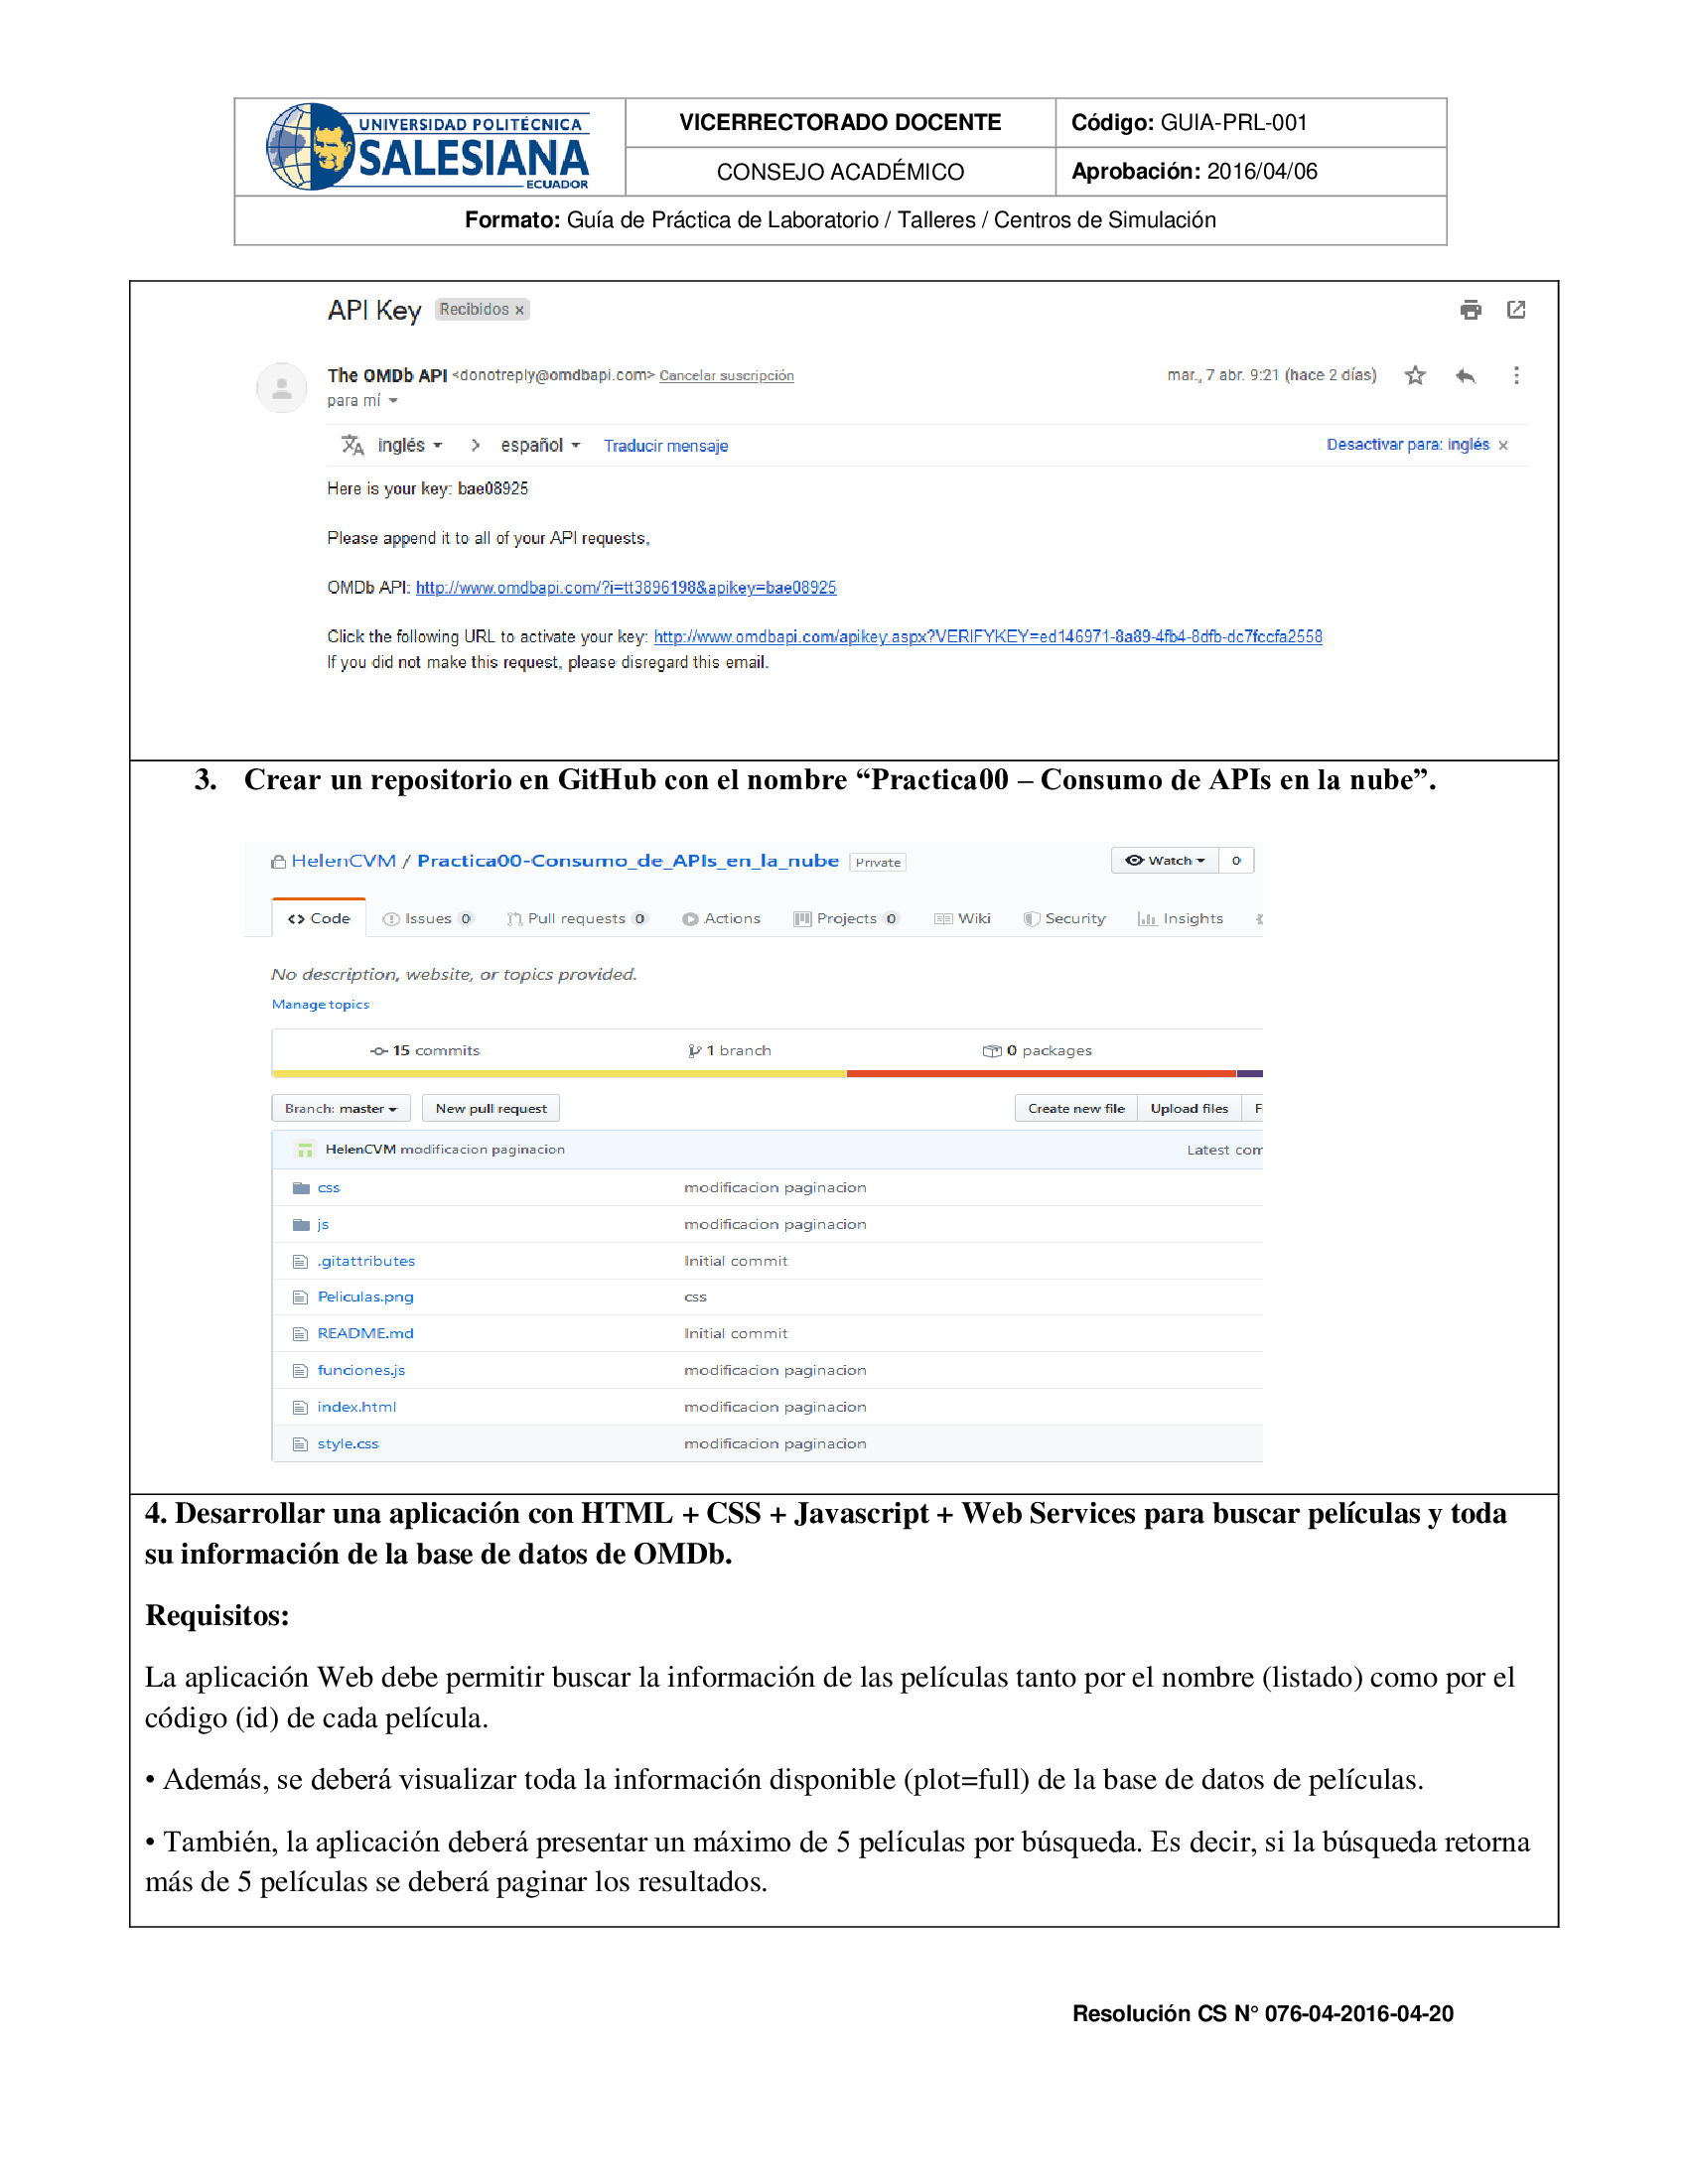 UNIVERSIDAD POLITÉCNICA
SALESIANA
ECUADOR
VICERRECTORADO DOCENTE
Código: GUIA-PRL-001
CONSEJO ACADÉMICO
Aprobación: 2016/04/06
Formato: Guía de Práctica de Laboratorio / Talleres / Centros de Simulación
API Key Recibidos x
The OMDb API <donotreply@omdbapi.com> Cancelar suscripción
mar., 7 abr. 9:21 (hace 2 días)
para mí
inglés > español Traducir mensaje
Desactivar para: inglés x
Here is your key: bae08925
Please append it to all of your API requests,
OMDb API: http://www.omdbapi.com/?i=tt3896198&apikey=bae08925
Click the following URL to activate your key: http://www.omdbapi.com/apikey.aspx?VERIFYKEY=ed146971-8a89-4fb4-8dfb-dc7fccfa2558
If you did not make this request, please disregard this email.
3. Crear un repositorio en GitHub con el nombre “Practica00 – Consumo de APIs en la nube”.
HelenCVM / Practica00-Consumo_de_APIs_en_la_nube Private
Watch 0
Code Issues 0 Pull requests 0 Actions Projects 0 Wiki Security Insights
No description, website, or topics provided.
Manage topics
15 commits 1 branch 0 packages
Branch: master New pull request Create new file Upload files F
HelenCVM modificacion paginacion Latest com
css modificacion paginacion
js modificacion paginacion
.gitattributes Initial commit
Peliculas.png css
README.md Initial commit
funciones.js modificacion paginacion
index.html modificacion paginacion
style.css modificacion paginacion
4. Desarrollar una aplicación con HTML + CSS + Javascript + Web Services para buscar películas y toda
su información de la base de datos de OMDb.
Requisitos:
La aplicación Web debe permitir buscar la información de las películas tanto por el nombre (listado) como por el
código (id) de cada película.
• Además, se deberá visualizar toda la información disponible (plot=full) de la base de datos de películas.
• También, la aplicación deberá presentar un máximo de 5 películas por búsqueda. Es decir, si la búsqueda retorna
más de 5 películas se deberá paginar los resultados.
Resolución CS N° 076-04-2016-04-20